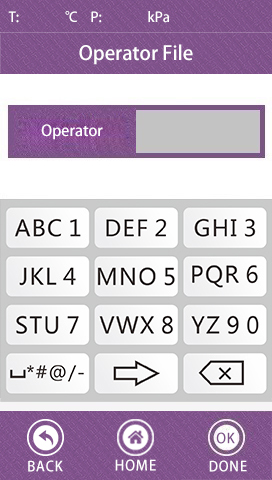 T: ℃ P: kPa
Operator File
Operator
ABC 1 DEF 2 GHI 3
JKL 4 MNO 5 PQR 6
STU 7 VWX 8 YZ 9 0
␣*#@/-
OK
BACK HOME DONE